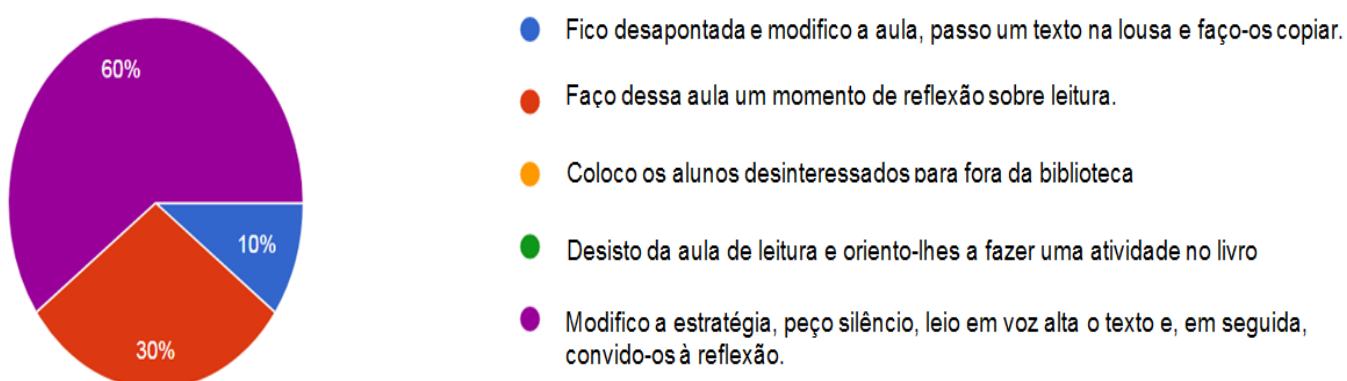 60%
10%
30%
Fico desapontada e modifico a aula, passo um texto na lousa e faço-os copiar.
Faço dessa aula um momento de reflexão sobre leitura.
Coloco os alunos desinteressados para fora da biblioteca
Desisto da aula de leitura e oriento-lhes a fazer uma atividade no livro
Modifico a estratégia, peço silêncio, leio em voz alta o texto e, em seguida,
convido-os à reflexão.